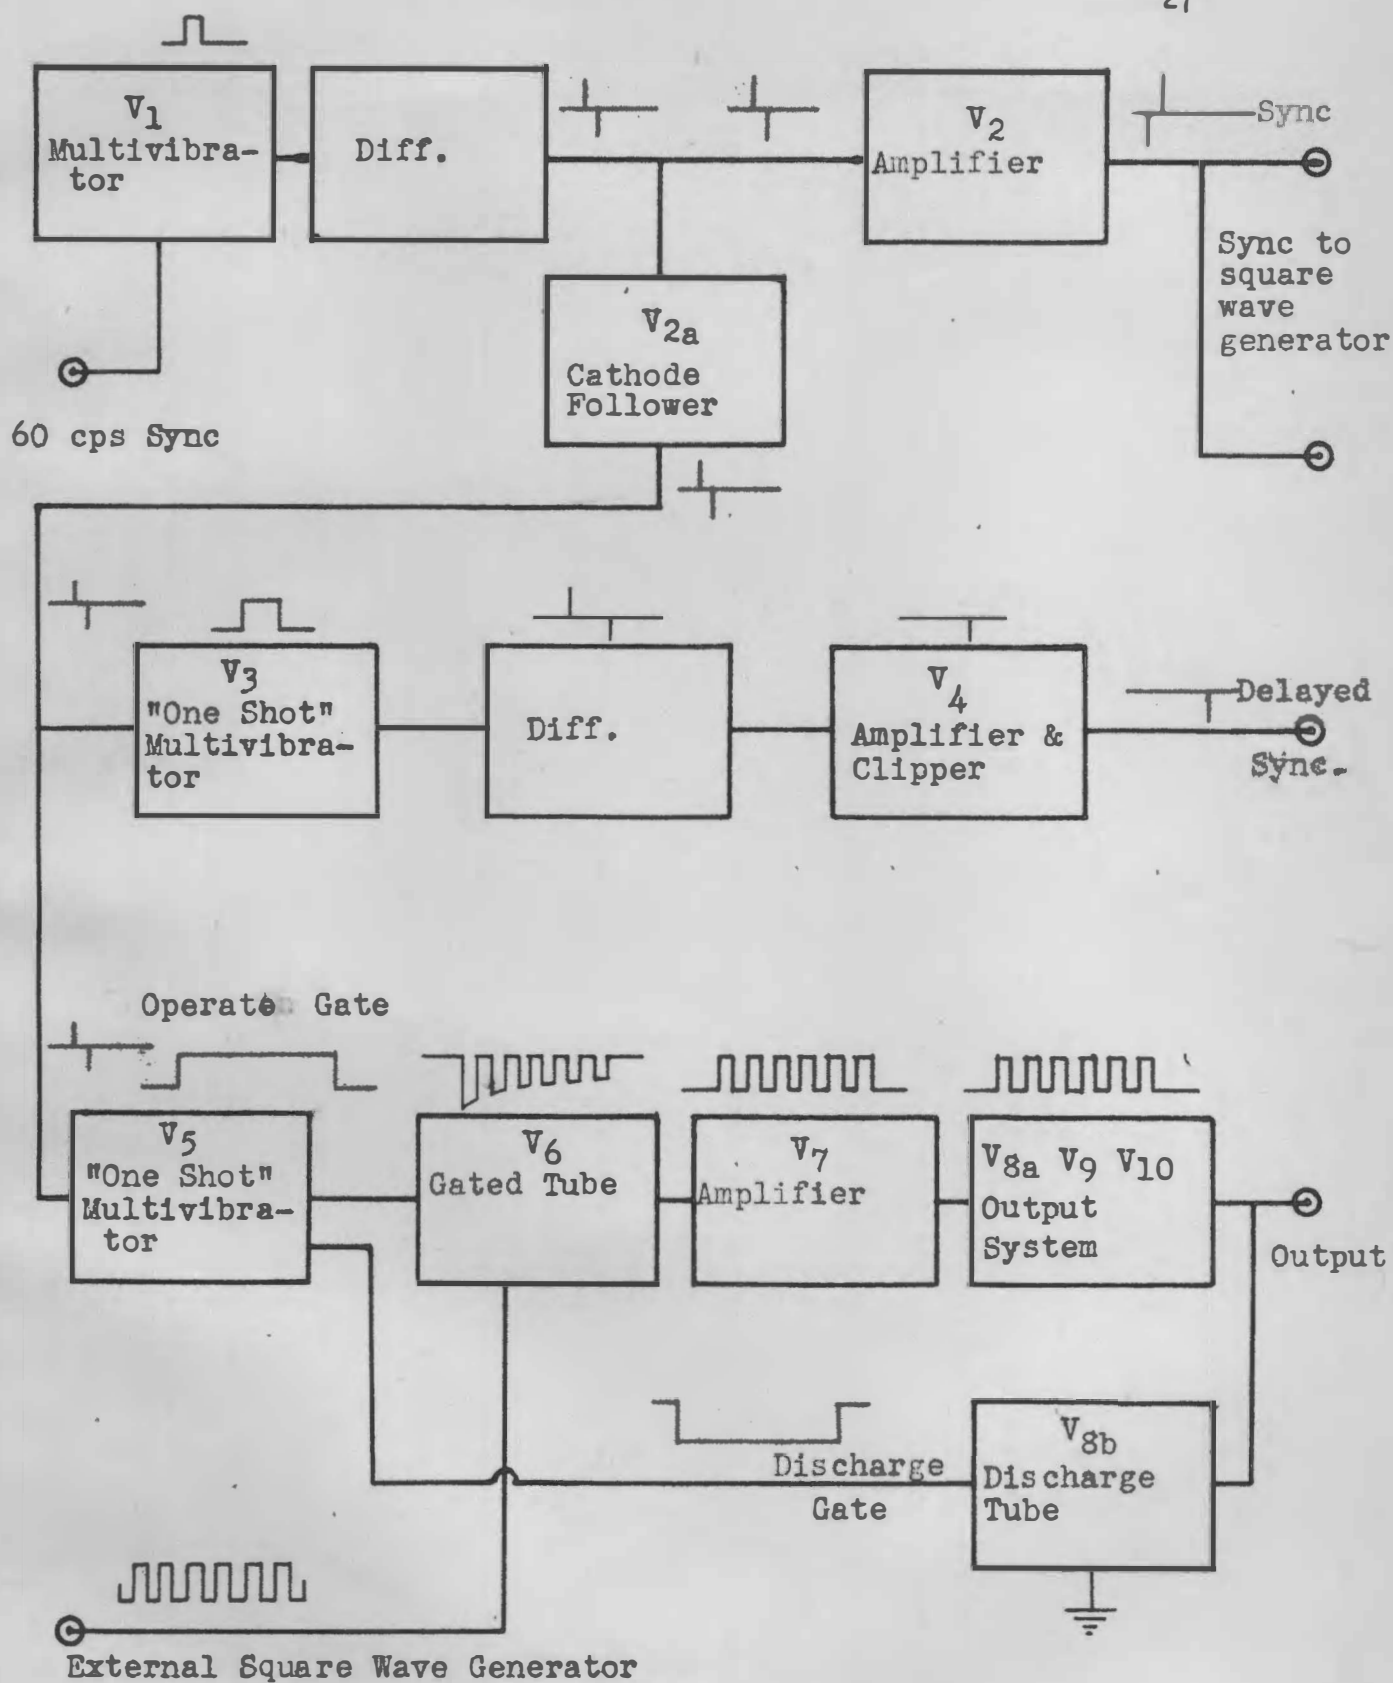 V1
Multivibra-
tor
Diff.
V2
Amplifier
Sync
Sync to
square
wave
generator
V2a
Cathode
Follower
60 cps Sync
V3
"One Shot"
Multivibra-
tor
Diff.
V4
Amplifier &
Clipper
Delayed
Sync.
Operate Gate
V5
"One Shot"
Multivibra-
tor
V6
Gated Tube
V7
Amplifier
V8a V9 V10
Output
System
Output
Discharge
Gate
V8b
Discharge
Tube
External Square Wave Generator